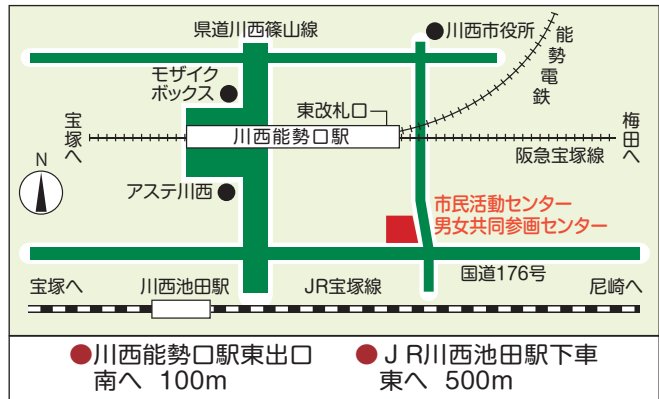 県道川西篠山線
川西市役所
能勢電鉄
モザイク
ボックス
東改札口
宝塚へ
川西能勢口駅
梅田へ
阪急宝塚線
N
アステ川西
市民活動センター
男女共同参画センター
国道176号
宝塚へ
川西池田駅
JR宝塚線
尼崎へ
●川西能勢口駅東出口
南へ 100m
●ＪR川西池田駅下車
東へ 500m